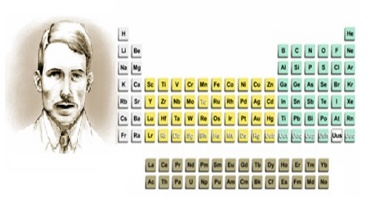 H He
Li Be B C N O F Ne
Na Mg Al Si P S Cl Ar
K Ca Sc Ti V Cr Mn Fe Co Ni Cu Zn Ga Ge As Se Br Kr
Rb Sr Y Zr Nb Mo Tc Ru Rh Pd Ag Cd In Sn Sb Te I Xe
Cs Ba Lu Hf Ta W Re Os Ir Pt Au Hg Tl Pb Bi Po At Rn
Fr Ra Lr Uus
La Ce Pr Nd Pm Sm Eu Gd Tb Dy Ho Er Tm Yb
Ac Th Pa U Np Pu Am Cm Bk Cf Es Fm Md No